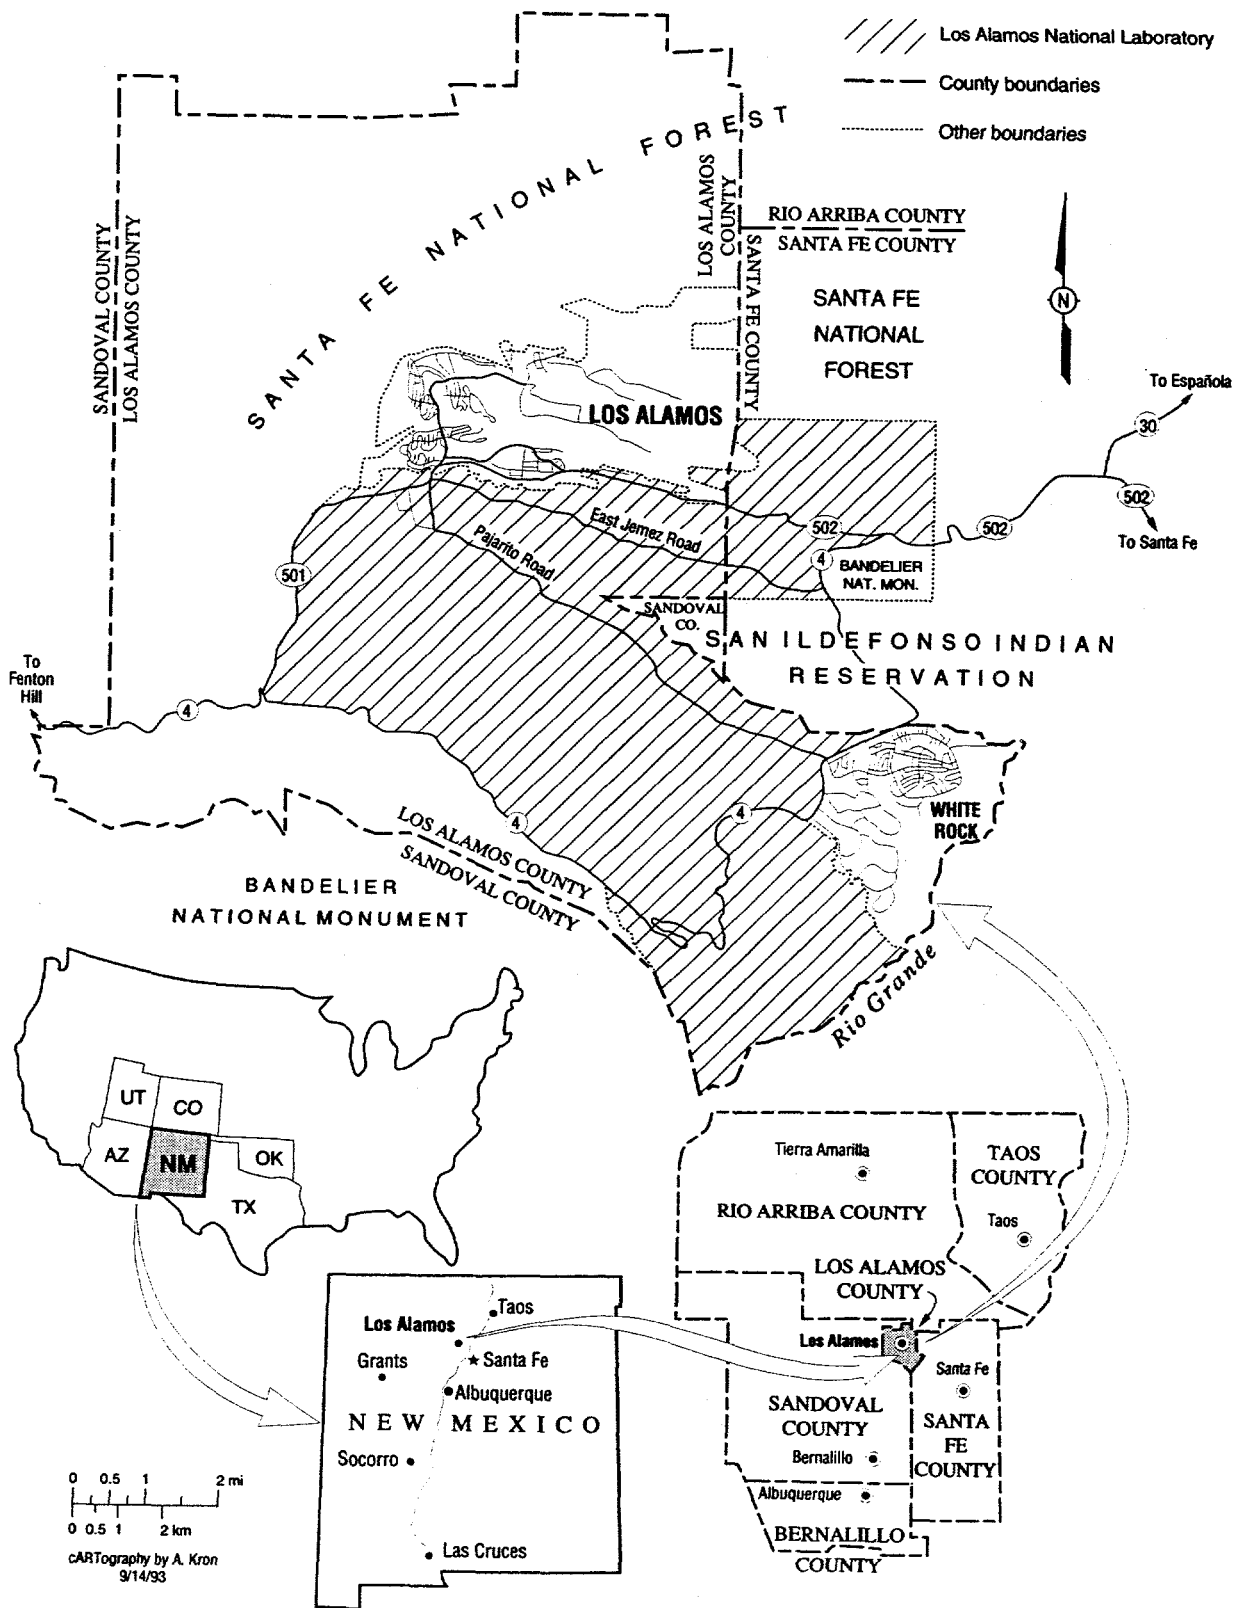 Los Alamos National Laboratory
County boundaries
Other boundaries
SANTA FE NATIONAL FOREST
LOS ALAMOS
COUNTY
RIO ARRIBA COUNTY
SANTA FE COUNTY
SANTA FE COUNTY
SANDOVAL COUNTY
LOS ALAMOS COUNTY
SANTA FE
NATIONAL
FOREST
N
To Española
30
LOS ALAMOS
502
To Santa Fe
502
502
East Jemez Road
Pajarito Road
4
BANDELIER
NAT. MON.
501
SANDOVAL
CO.
SAN ILDEFONSO INDIAN
RESERVATION
To
Fenton
Hill
4
WHITE
ROCK
4
4
LOS ALAMOS COUNTY
SANDOVAL COUNTY
BANDELIER
NATIONAL MONUMENT
Rio Grande
UT
CO
AZ
NM
OK
TX
Tierra Amarilla
TAOS
COUNTY
RIO ARRIBA COUNTY
Taos
LOS ALAMOS
COUNTY
Los Alamos
Santa Fe
SANDOVAL
COUNTY
SANTA
FE
COUNTY
Bernalillo
Albuquerque
BERNALILLO
COUNTY
Taos
Los Alamos
Grants
Santa Fe
Albuquerque
NEW MEXICO
Socorro
Las Cruces
0 0.5 1 2 mi
0 0.5 1 2 km
cARTography by A. Kron
9/14/93